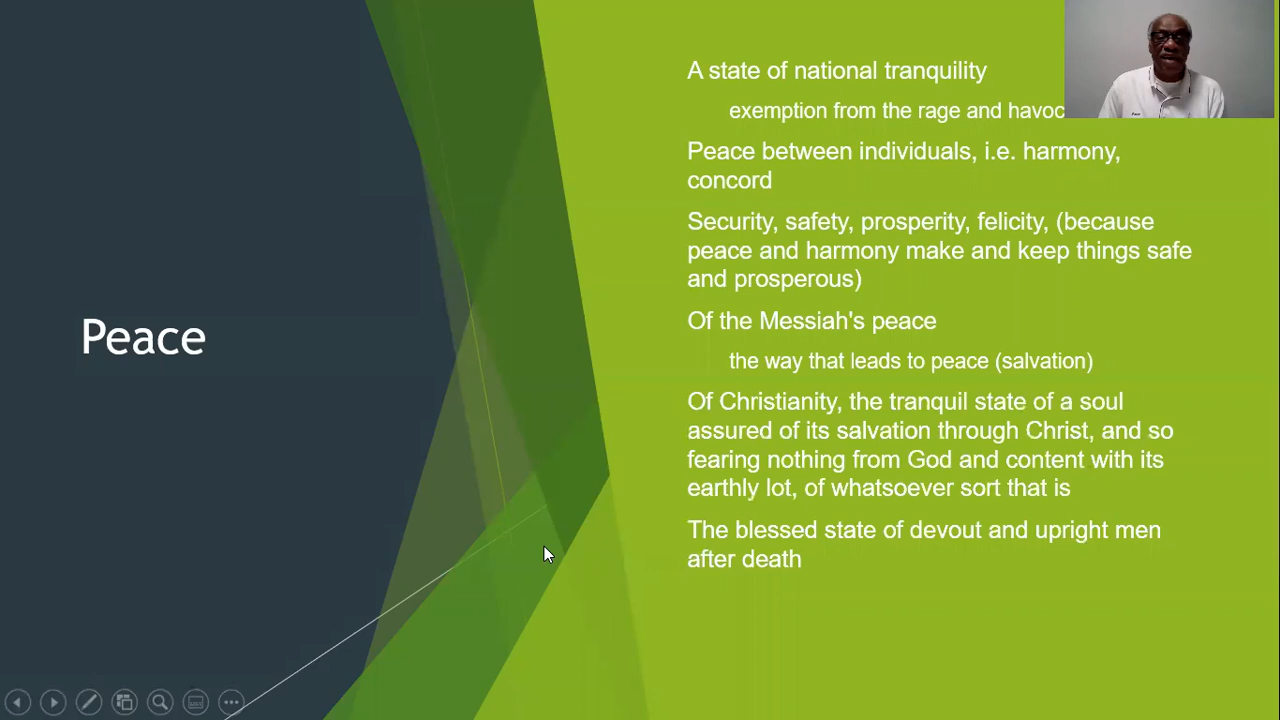 Peace
A state of national tranquility
exemption from the rage and havoc
Peace between individuals, i.e. harmony,
concord
Security, safety, prosperity, felicity, (because
peace and harmony make and keep things safe
and prosperous)
Of the Messiah's peace
the way that leads to peace (salvation)
Of Christianity, the tranquil state of a soul
assured of its salvation through Christ, and so
fearing nothing from God and content with its
earthly lot, of whatsoever sort that is
The blessed state of devout and upright men
after death